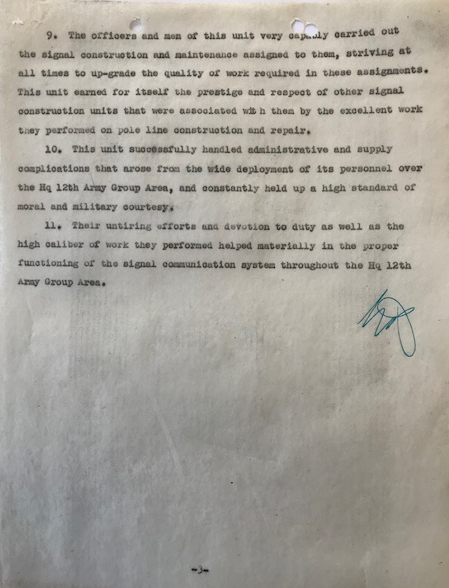 9. The officers and men of this unit very capably carried out
the signal construction and maintenance assigned to them, striving at
all times to up-grade the quality of work required in these assignments.
This unit earned for itself the prestige and respect of other signal
construction units that were associated with them by the excellent work
they performed on pole line construction and repair.
10. This unit successfully handled administrative and supply
complications that arose from the wide deployment of its personnel over
the Hq 12th Army Group Area, and constantly held up a high standard of
moral and military courtesy.
11. Their untiring efforts and devotion to duty as well as the
high caliber of work they performed helped materially in the proper
functioning of the signal communication system throughout the Hq 12th
Army Group Area.
-3-